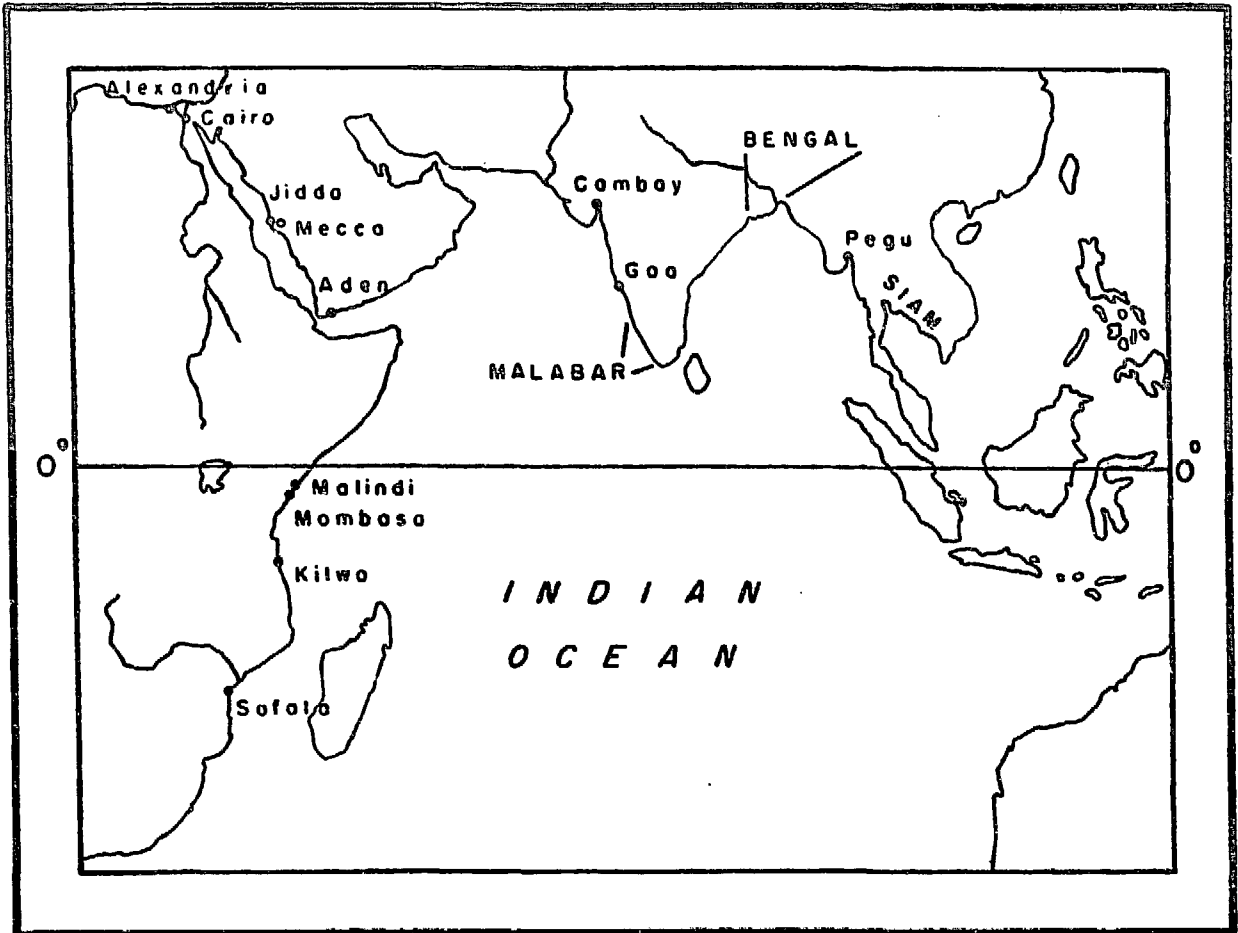 Alexandria
Cairo
BENGAL
Jidda
Cambay
Mecca
Pegu
Goa
Aden
SIAM
MALABAR
0° 0°
Malindi
Mombasa
Kilwa
INDIAN
OCEAN
Sofala